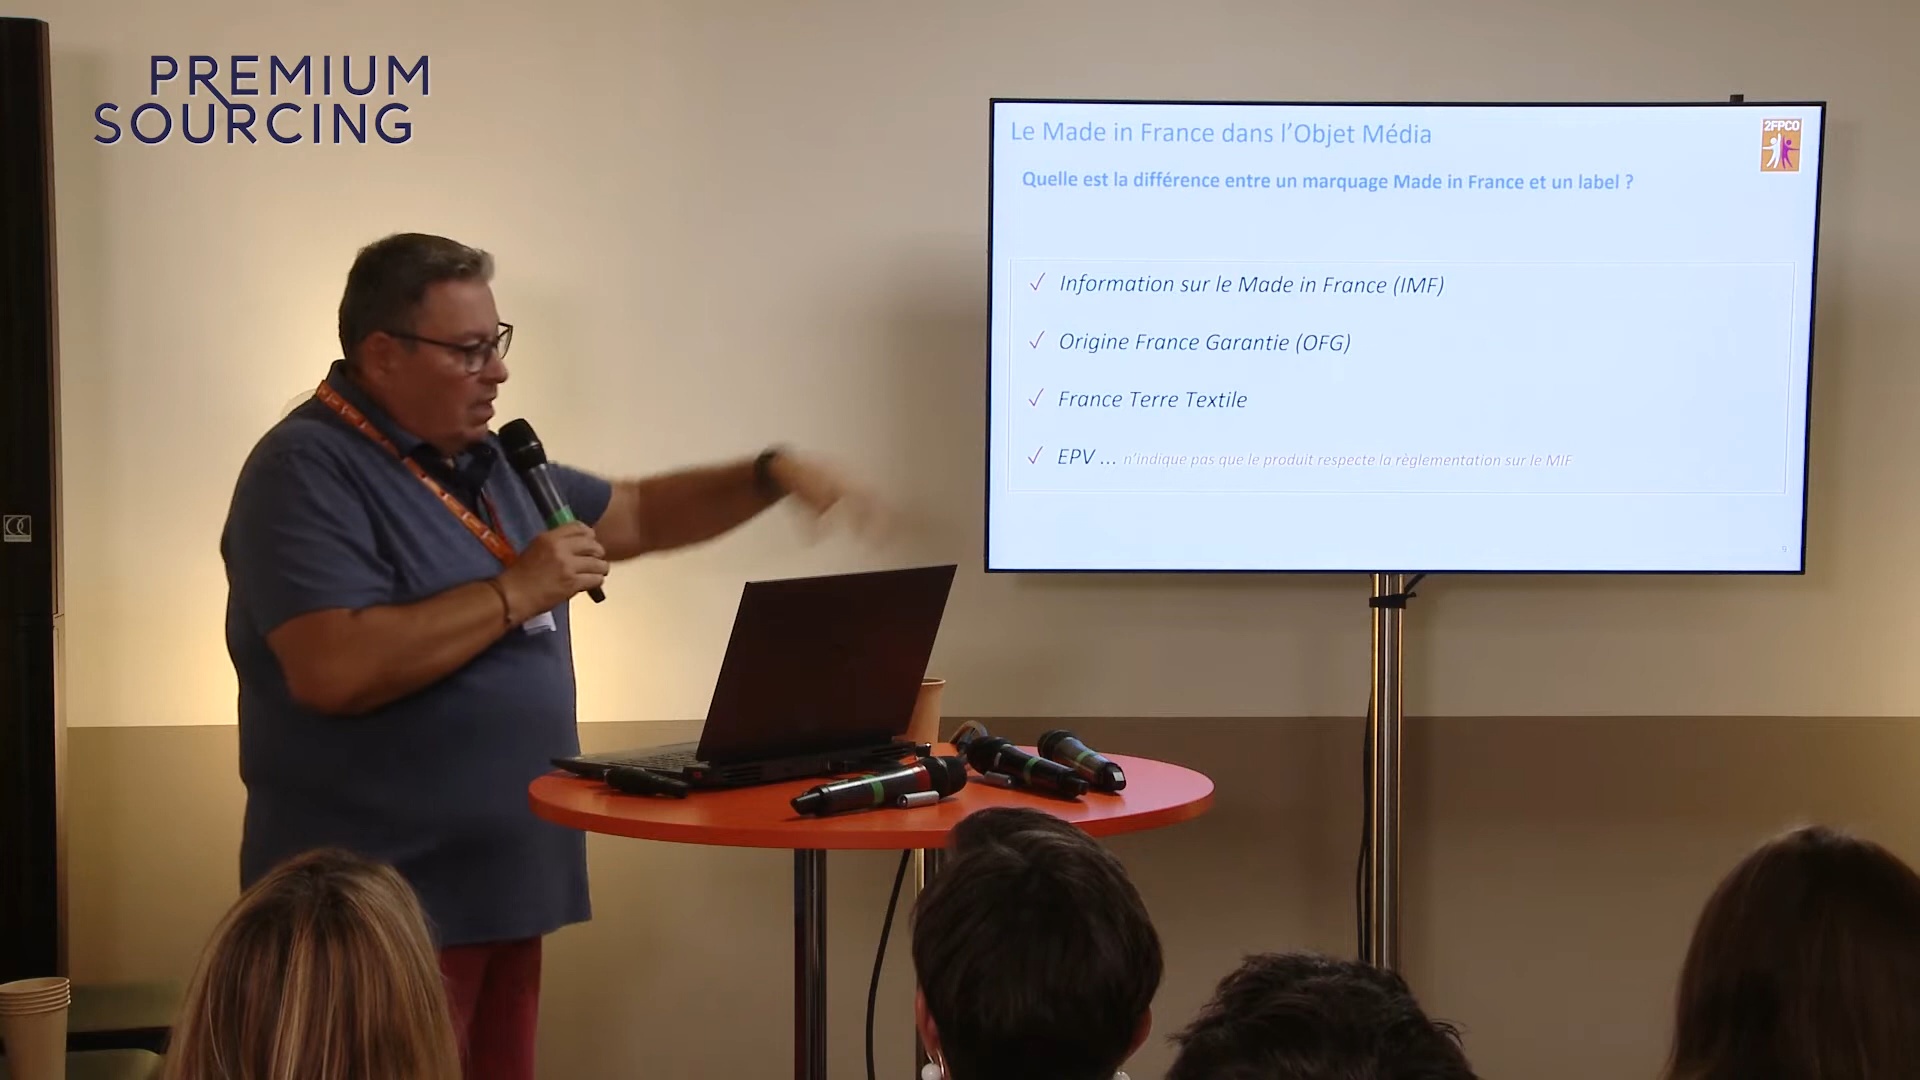 PREMIUM
SOURCING
Le Made in France dans l’Objet Média
2FPCO
Quelle est la différence entre un marquage Made in France et un label ?
✓ Information sur le Made in France (IMF)
✓ Origine France Garantie (OFG)
✓ France Terre Textile
✓ EPV ... n’indique pas que le produit respecte la règlementation sur le MIF
9